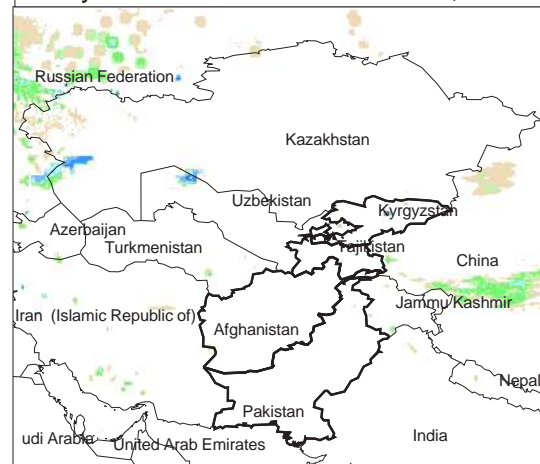 Russian Federation
Kazakhstan
Uzbekistan
Kyrgyzstan
Azerbaijan
Turkmenistan
Tajikistan
China
Jammu Kashmir
Iran (Islamic Republic of)
Afghanistan
Nepal
Pakistan
udi Arabia
United Arab Emirates
India